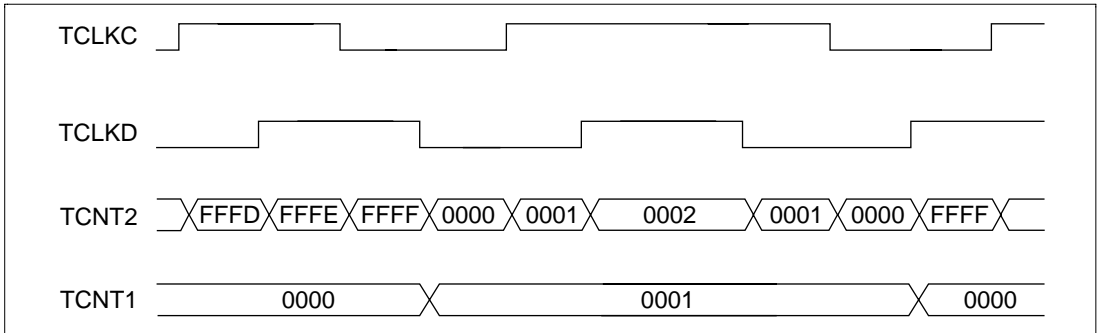 TCLKC
TCLKD
TCNT2 FFFD FFFE FFFF 0000 0001 0002 0001 0000 FFFF
TCNT1 0000 0001 0000